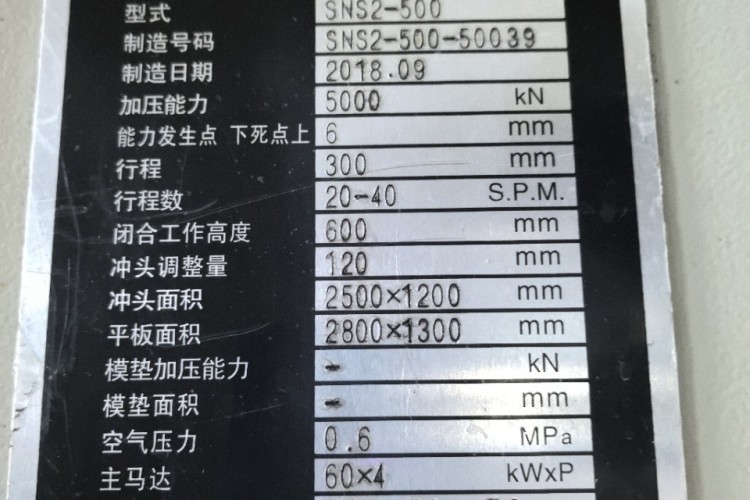 型式 SNS2-500
制造号码 SNS2-500-50039
制造日期 2018.09
加压能力 5000 kN
能力发生点 下死点上 6 mm
行程 300 mm
行程数 20-40 S.P.M.
闭合工作高度 600 mm
冲头调整量 120 mm
冲头面积 2500×1200 mm
平板面积 2800×1300 mm
模垫加压能力 - kN
模垫面积 - mm
空气压力 0.6 MPa
主马达 60×4 kWxP